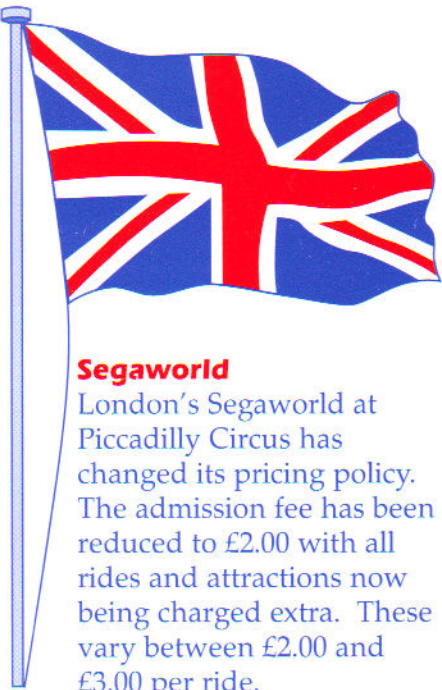 Segaworld
London's Segaworld at
Piccadilly Circus has
changed its pricing policy.
The admission fee has been
reduced to £2.00 with all
rides and attractions now
being charged extra.  These
vary between £2.00 and
£3.00 per ride.